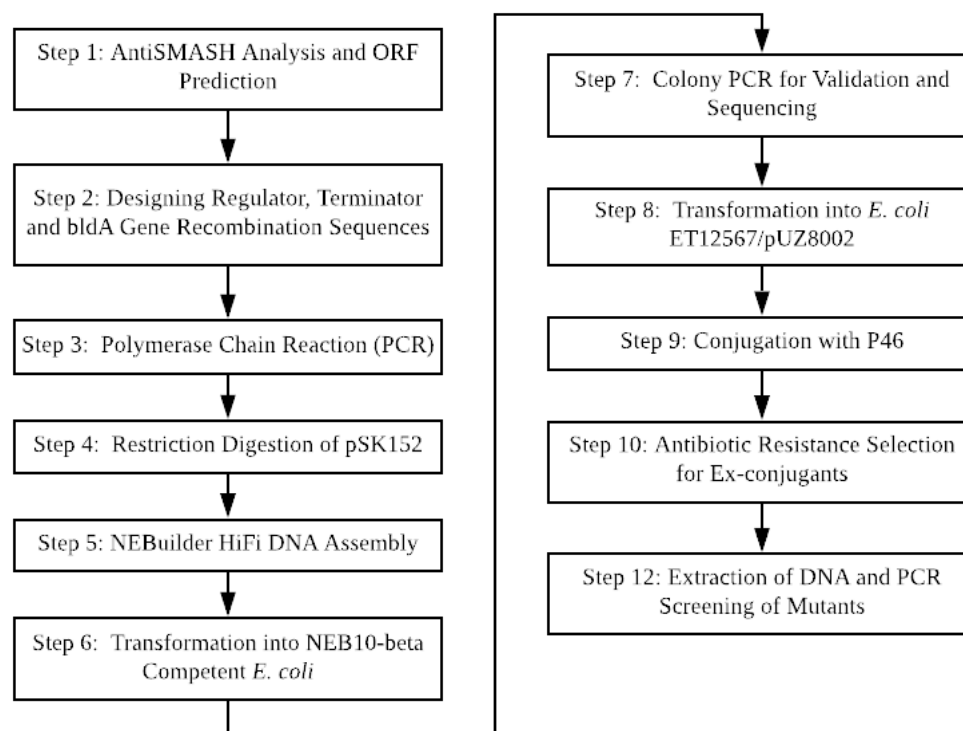 Step 1: AntiSMASH Analysis and ORF
Prediction
Step 2: Designing Regulator, Terminator
and bldA Gene Recombination Sequences
Step 3: Polymerase Chain Reaction (PCR)
Step 4: Restriction Digestion of pSK152
Step 5: NEBuilder HiFi DNA Assembly
Step 6: Transformation into NEB10-beta
Competent E. coli
Step 7: Colony PCR for Validation and
Sequencing
Step 8: Transformation into E. coli
ET12567/pUZ8002
Step 9: Conjugation with P46
Step 10: Antibiotic Resistance Selection
for Ex-conjugants
Step 12: Extraction of DNA and PCR
Screening of Mutants